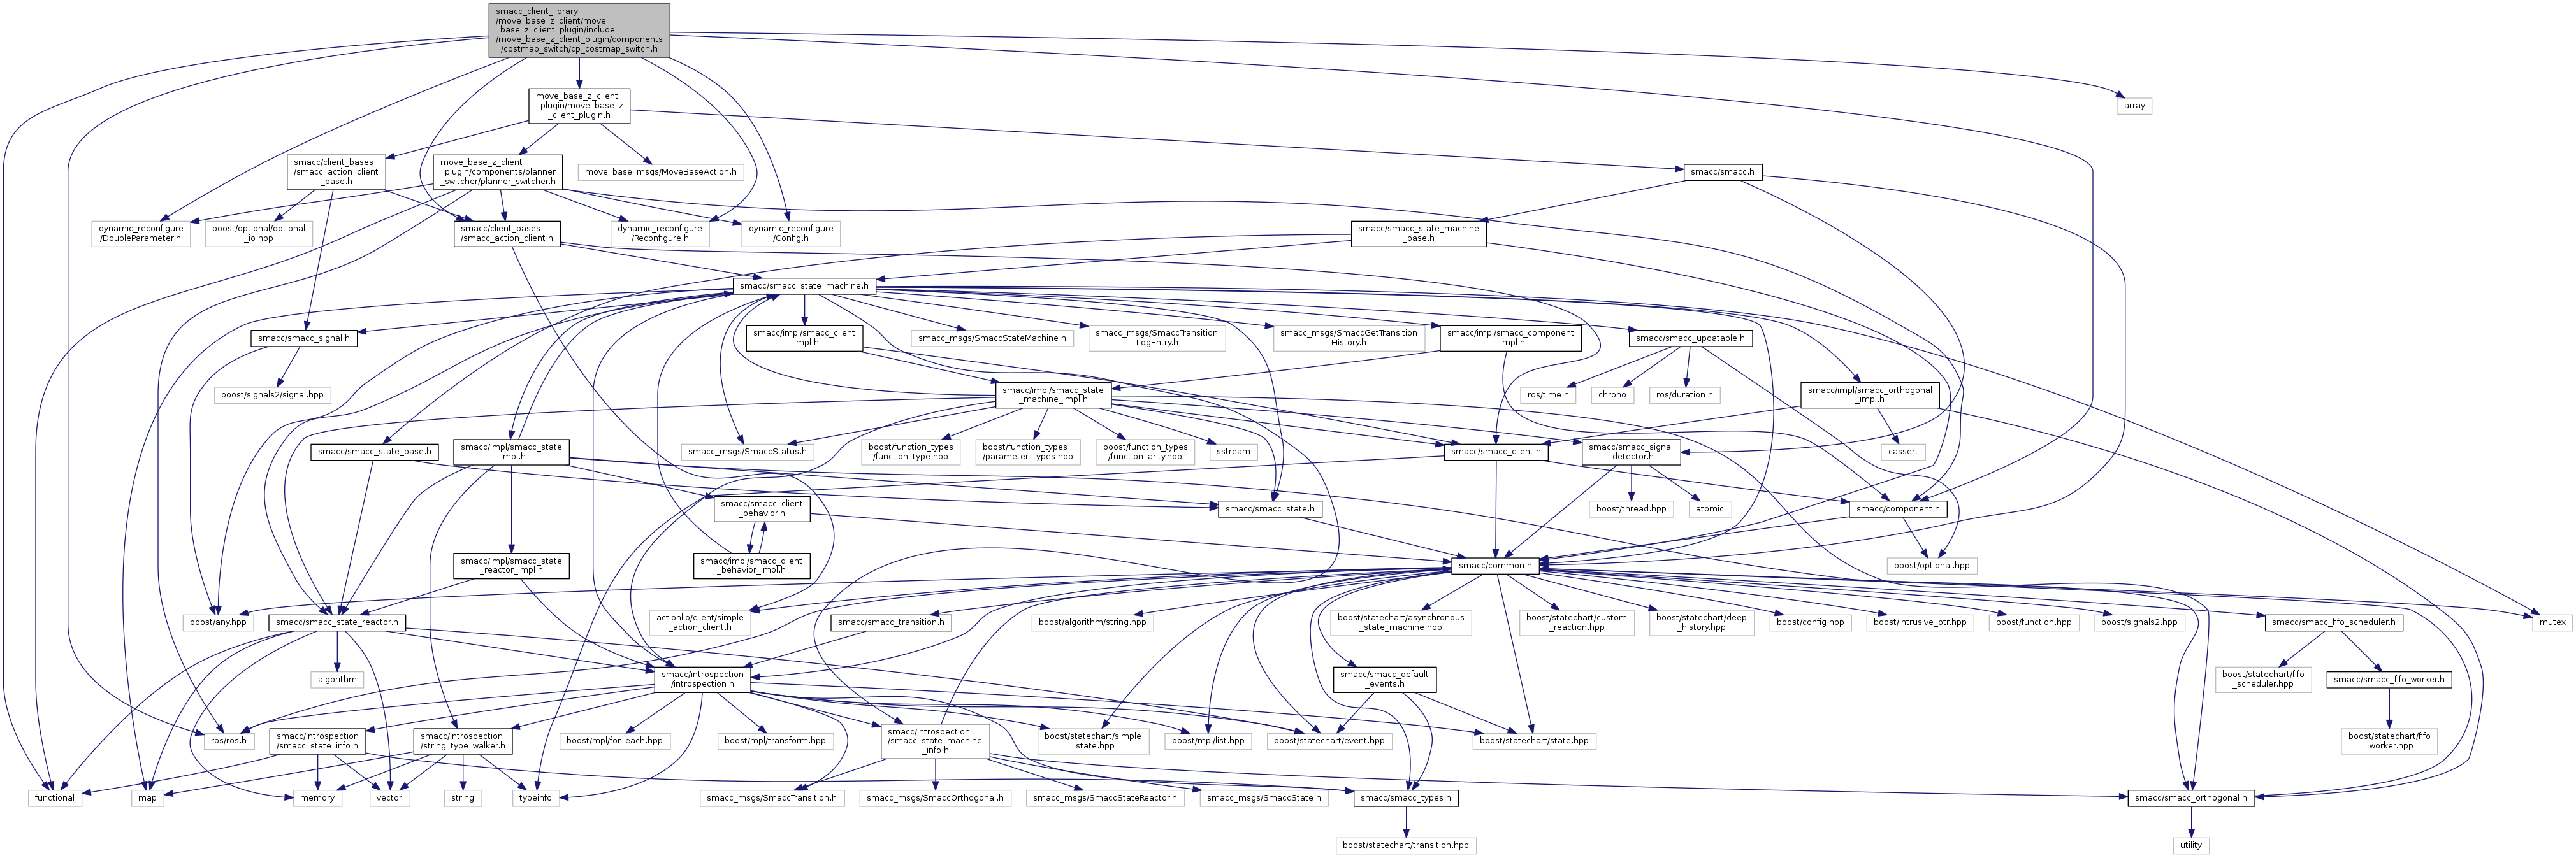 smacc_client_library
/move_base_z_client/move
_base_z_client_plugin/include
/move_base_z_client_plugin/components
/costmap_switch/cp_costmap_switch.h
move_base_z_client
_plugin/move_base_z
_client_plugin.h
array
smacc/client_bases
/smacc_action_client
_base.h
move_base_z_client
_plugin/components/planner
_switcher/planner_switcher.h
move_base_msgs/MoveBaseAction.h
smacc/smacc.h
dynamic_reconfigure
/DoubleParameter.h
boost/optional/optional
_io.hpp
smacc/client_bases
/smacc_action_client.h
dynamic_reconfigure
/Reconfigure.h
dynamic_reconfigure
/Config.h
smacc/smacc_state_machine
_base.h
smacc/smacc_state_machine.h
smacc/smacc_signal.h
smacc/impl/smacc_client
_impl.h
smacc_msgs/SmaccStateMachine.h
smacc_msgs/SmaccTransition
LogEntry.h
smacc_msgs/SmaccGetTransition
History.h
smacc/impl/smacc_component
_impl.h
smacc/smacc_updatable.h
boost/signals2/signal.hpp
smacc/impl/smacc_state
_machine_impl.h
ros/time.h
chrono
ros/duration.h
smacc/impl/smacc_orthogonal
_impl.h
smacc/smacc_state_base.h
smacc/impl/smacc_state
_impl.h
smacc_msgs/SmaccStatus.h
boost/function_types
/function_type.hpp
boost/function_types
/parameter_types.hpp
boost/function_types
/function_arity.hpp
sstream
smacc/smacc_client.h
smacc/smacc_signal
_detector.h
cassert
smacc/smacc_client
_behavior.h
smacc/smacc_state.h
boost/thread.hpp
atomic
smacc/component.h
smacc/impl/smacc_state
_reactor_impl.h
smacc/impl/smacc_client
_behavior_impl.h
smacc/common.h
boost/optional.hpp
boost/any.hpp
smacc/smacc_state_reactor.h
actionlib/client/simple
_action_client.h
smacc/smacc_transition.h
boost/algorithm/string.hpp
boost/statechart/asynchronous
_state_machine.hpp
boost/statechart/custom
_reaction.hpp
boost/statechart/deep
_history.hpp
boost/config.hpp
boost/intrusive_ptr.hpp
boost/function.hpp
boost/signals2.hpp
smacc/smacc_fifo_scheduler.h
mutex
algorithm
smacc/introspection
/introspection.h
smacc/smacc_default
_events.h
boost/statechart/fifo
_scheduler.hpp
smacc/smacc_fifo_worker.h
ros/ros.h
smacc/introspection
/smacc_state_info.h
smacc/introspection
/string_type_walker.h
boost/mpl/for_each.hpp
boost/mpl/transform.hpp
smacc/introspection
/smacc_state_machine
_info.h
boost/statechart/simple
_state.hpp
boost/mpl/list.hpp
boost/statechart/event.hpp
boost/statechart/state.hpp
boost/statechart/fifo
_worker.hpp
functional
map
memory
vector
string
typeinfo
smacc_msgs/SmaccTransition.h
smacc_msgs/SmaccOrthogonal.h
smacc_msgs/SmaccStateReactor.h
smacc_msgs/SmaccState.h
smacc/smacc_types.h
smacc/smacc_orthogonal.h
boost/statechart/transition.hpp
utility